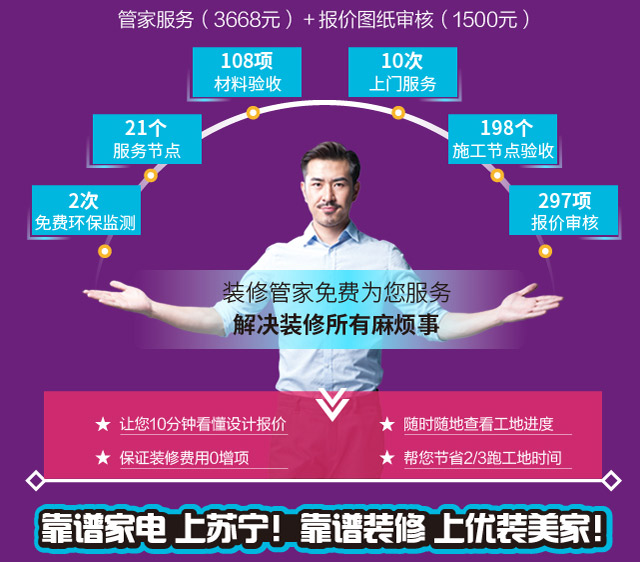 管家服务（3668元）＋报价图纸审核（1500元）
108项
材料验收
10次
上门服务
21个
服务节点
198个
施工节点验收
2次
免费环保监测
297项
报价审核
装修管家免费为您服务
解决装修所有麻烦事
★ 让您10分钟看懂设计报价
★ 随时随地查看工地进度
★ 保证装修费用0增项
★ 帮您节省2/3跑工地时间
靠谱家电 上苏宁！靠谱装修 上优装美家！